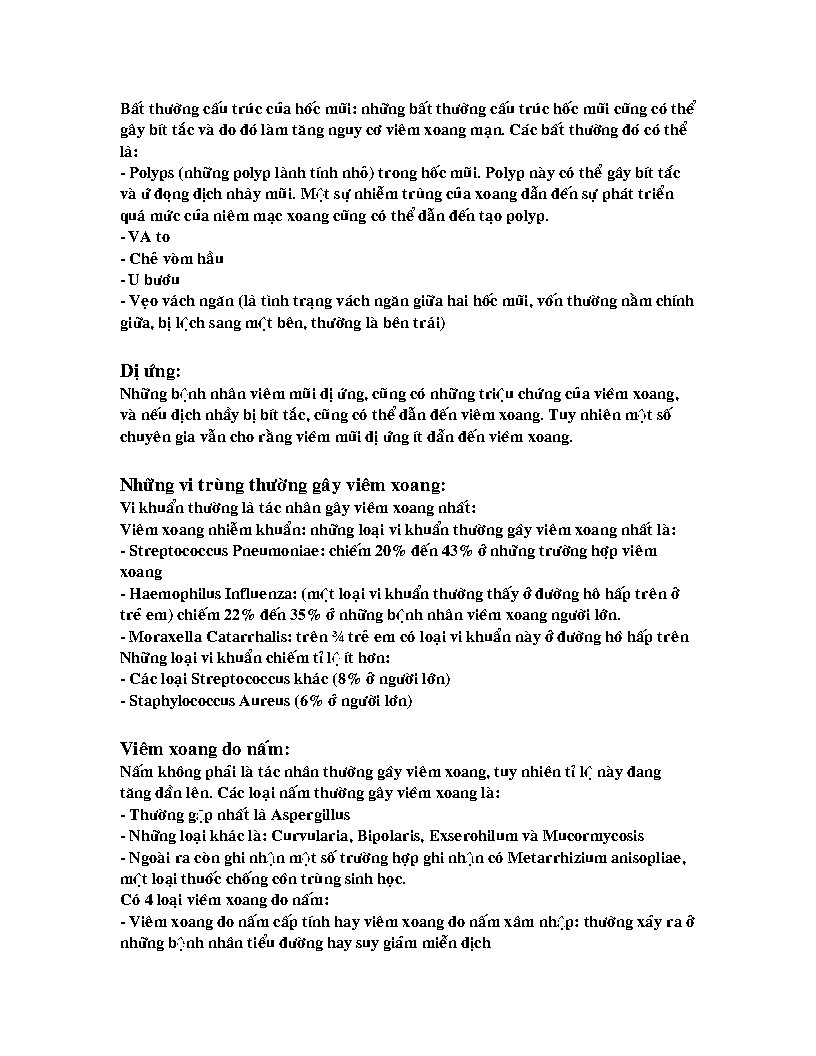 Bất thường cấu trúc của hốc mũi: những bất thường cấu trúc hốc mũi cũng có thể
gây bít tắc và do đó làm tăng nguy cơ viêm xoang mạn. Các bất thường đó có thể
là:
- Polyps (những polyp lành tính nhỏ) trong hốc mũi. Polyp này có thể gây bít tắc
và ứ đọng dịch nhày mũi. Một sự nhiễm trùng của xoang dẫn đến sự phát triển
quá mức của niêm mạc xoang cũng có thể dẫn đến tạo polyp.
- VA to
- Chẻ vòm hầu
- U bướu
- Vẹo vách ngăn (là tình trạng vách ngăn giữa hai hốc mũi, vốn thường nằm chính
giữa, bị lệch sang một bên, thường là bên trái)
Dị ứng:
Những bệnh nhân viêm mũi dị ứng, cũng có những triệu chứng của viêm xoang,
và nếu dịch nhầy bị bít tắc, cũng có thể dẫn đến viêm xoang. Tuy nhiên một số
chuyên gia vẫn cho rằng viêm mũi dị ứng ít dẫn đến viêm xoang.
Những vi trùng thường gây viêm xoang:
Vi khuẩn thường là tác nhân gây viêm xoang nhất:
Viêm xoang nhiễm khuẩn: những loại vi khuẩn thường gây viêm xoang nhất là:
- Streptococcus Pneumoniae: chiếm 20% đến 43% ở những trường hợp viêm
xoang
- Haemophilus Influenza: (một loại vi khuẩn thường thấy ở đường hô hấp trên ở
trẻ em) chiếm 22% đến 35% ở những bệnh nhân viêm xoang người lớn.
- Moraxella Catarrhalis: trên ¾ trẻ em có loại vi khuẩn này ở đường hô hấp trên
Những loại vi khuẩn chiếm tỉ lệ ít hơn:
- Các loại Streptococcus khác (8% ở người lớn)
- Staphylococcus Aureus (6% ở người lớn)
Viêm xoang do nấm:
Nấm không phải là tác nhân thường gây viêm xoang, tuy nhiên tỉ lệ này đang
tăng dần lên. Các loại nấm thường gây viêm xoang là:
- Thường gặp nhất là Aspergillus
- Những loại khác là: Curvularia, Bipolaris, Exserohilum và Mucormycosis
- Ngoài ra còn ghi nhận một số trường hợp ghi nhận có Metarrhizium anisopliae,
một loại thuốc chống côn trùng sinh học.
Có 4 loại viêm xoang do nấm:
- Viêm xoang do nấm cấp tính hay viêm xoang do nấm xâm nhập: thường xảy ra ở
những bệnh nhân tiểu đường hay suy giảm miễn dịch